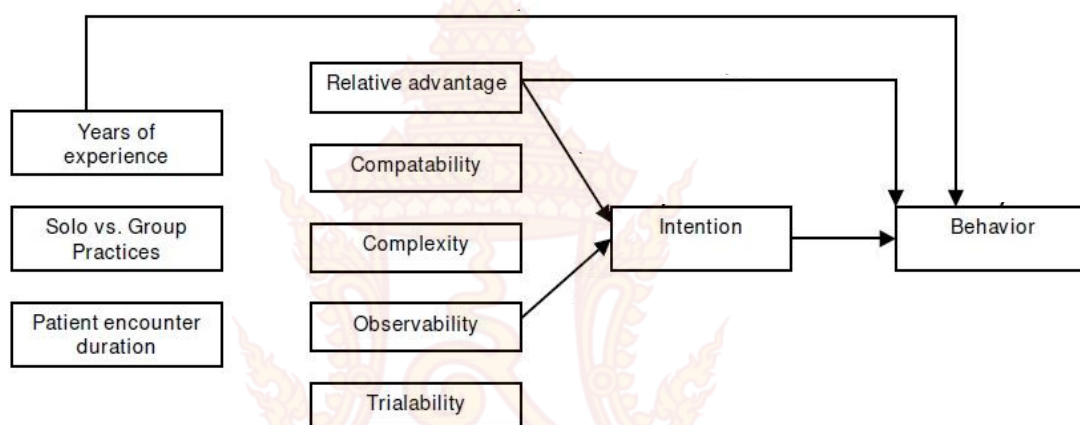 Relative advantage
Years of
experience
Compatability
Solo vs. Group
Practices
Complexity
Intention
Behavior
Patient encounter
duration
Observability
Trialability